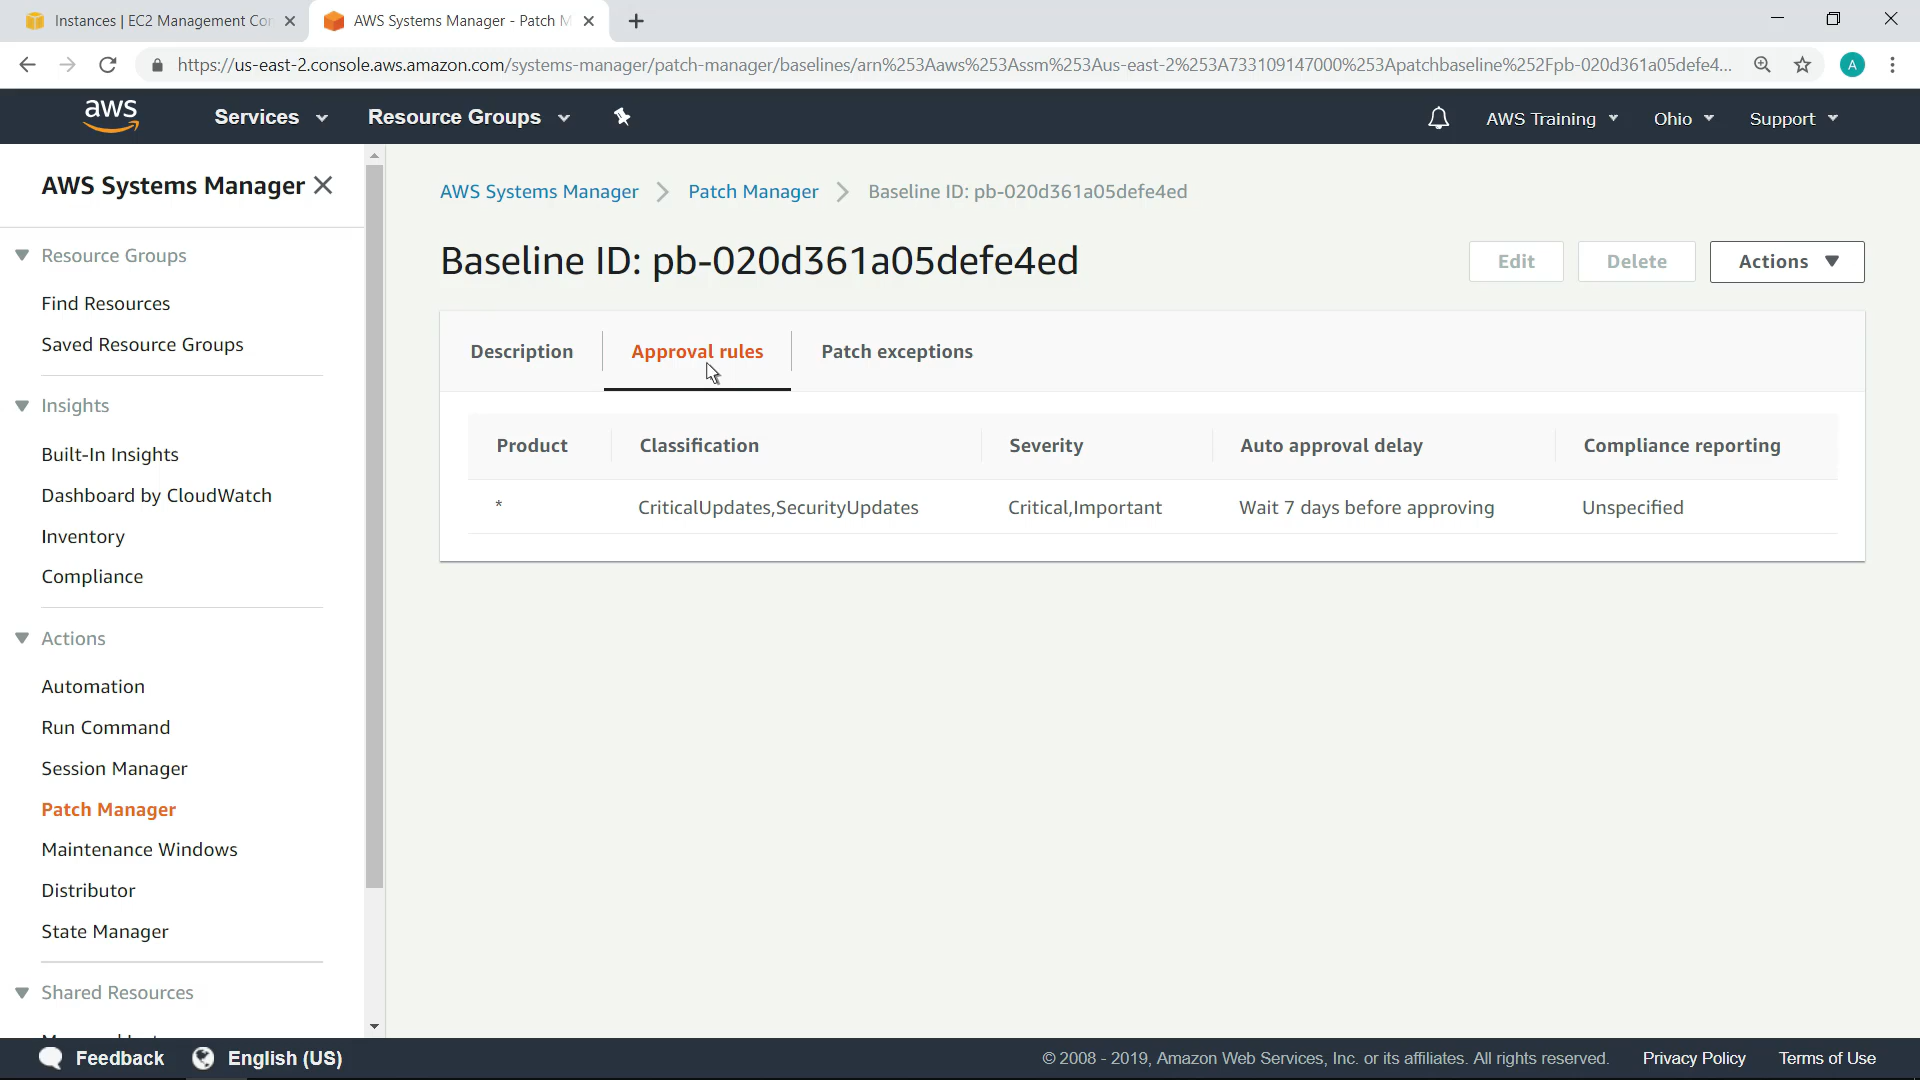 Instances | EC2 Management Con
AWS Systems Manager - Patch M
https://us-east-2.console.aws.amazon.com/systems-manager/patch-manager/baselines/arn%253Aaws%253Assm%253Aus-east-2%253A733109147000%253Apatchbaseline%252Fpb-020d361a05defe4...
A
aws
Services
Resource Groups
AWS Training
Ohio
Support
AWS Systems Manager
Resource Groups
Find Resources
Saved Resource Groups
Insights
Built-In Insights
Dashboard by CloudWatch
Inventory
Compliance
Actions
Automation
Run Command
Session Manager
Patch Manager
Maintenance Windows
Distributor
State Manager
Shared Resources
AWS Systems Manager > Patch Manager > Baseline ID: pb-020d361a05defe4ed
Baseline ID: pb-020d361a05defe4ed
Edit
Delete
Actions
Description
Approval rules
Patch exceptions
Product Classification Severity Auto approval delay Compliance reporting
* CriticalUpdates,SecurityUpdates Critical,Important Wait 7 days before approving Unspecified
Feedback
English (US)
© 2008 - 2019, Amazon Web Services, Inc. or its affiliates. All rights reserved.
Privacy Policy
Terms of Use